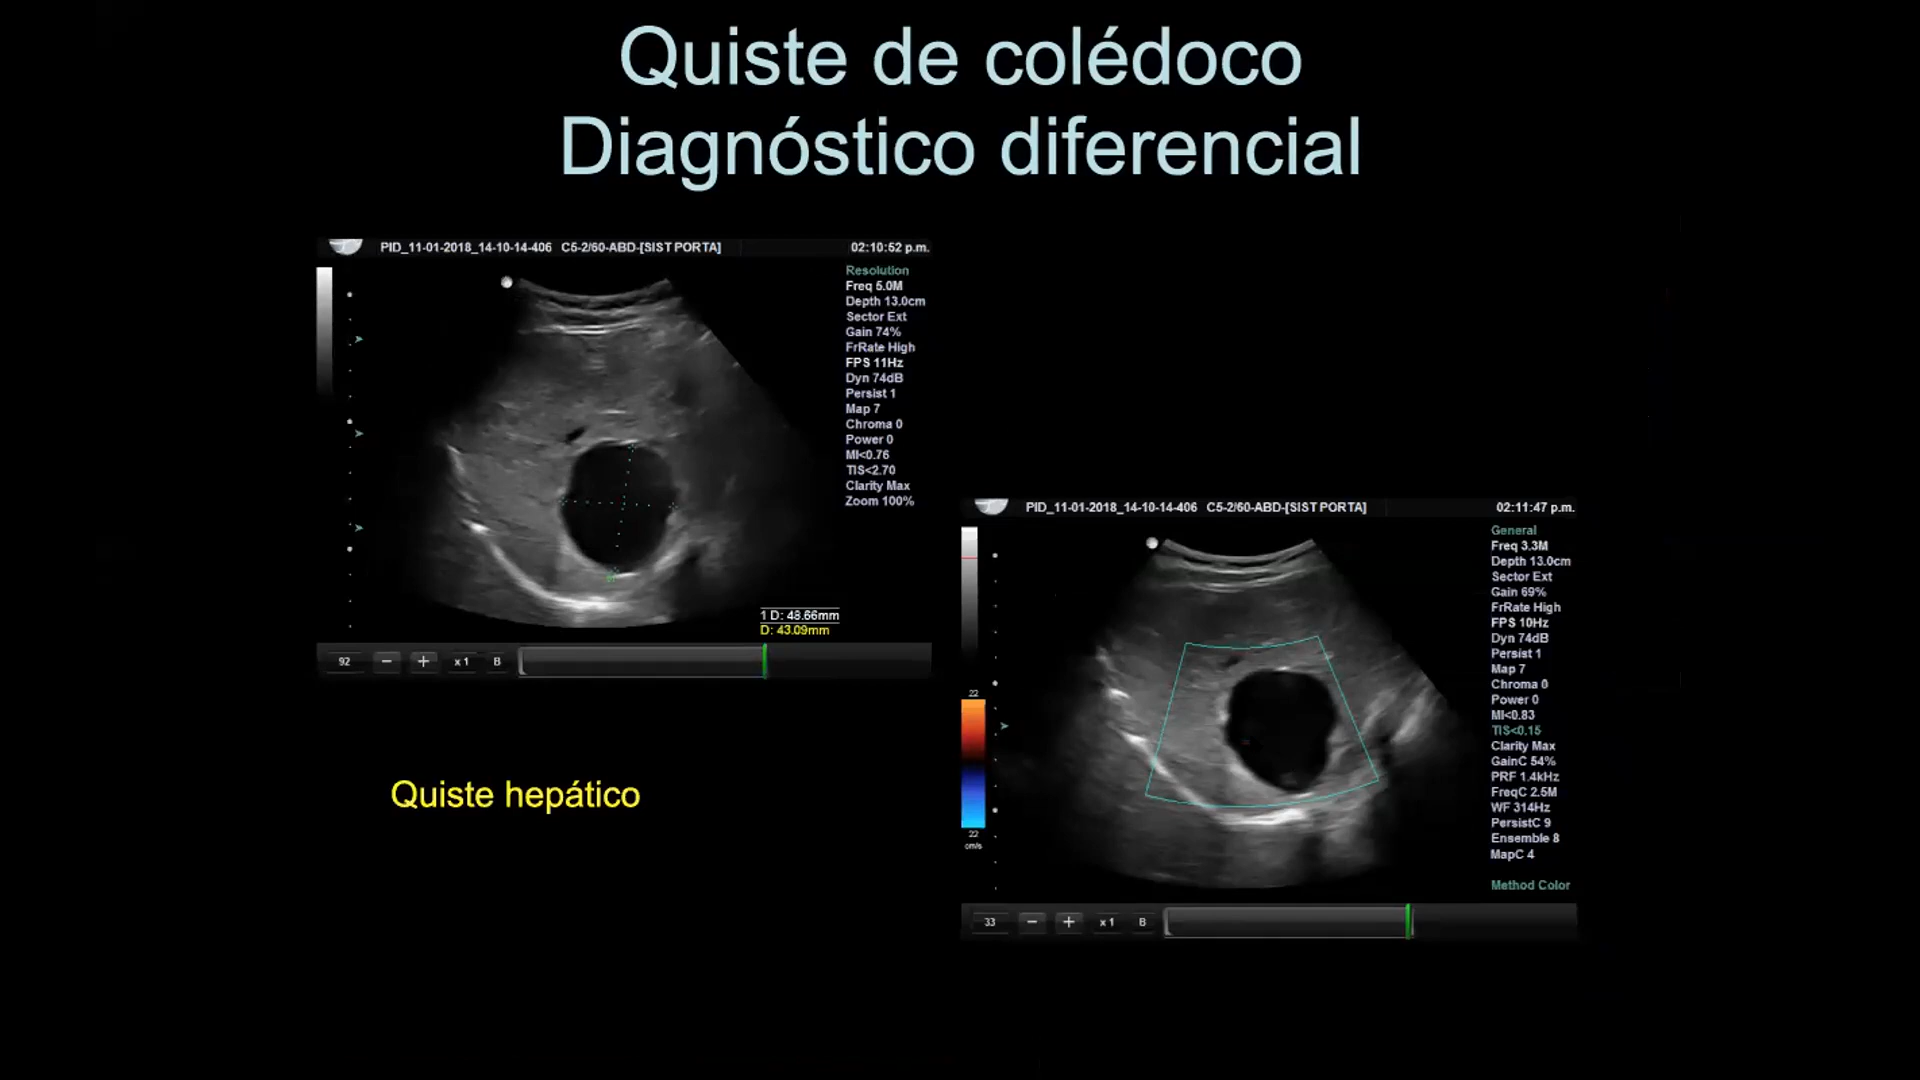 Quiste de colédoco
Diagnóstico diferencial
PID_11-01-2018_14-10-14-406 C5-2/60-ABD-[SIST PORTA] 02:10:52 p.m.
Resolution
Freq 5.0M
Depth 13.0cm
Sector Ext
Gain 74%
FrRate High
FPS 11Hz
Dyn 74dB
Persist 1
Map 7
Chroma 0
Power 0
MI<0.76
TIS<2.70
Clarity Max
Zoom 100%
1 D: 48.66mm
D: 43.09mm
92 − + x 1 B
Quiste hepático
PID_11-01-2018_14-10-14-406 C5-2/60-ABD-[SIST PORTA] 02:11:47 p.m.
General
Freq 3.3M
Depth 13.0cm
Sector Ext
Gain 69%
FrRate High
FPS 10Hz
Dyn 74dB
Persist 1
Map 7
Chroma 0
Power 0
MI<0.83
TIS<0.15
Clarity Max
GainC 54%
PRF 1.4kHz
FreqC 2.5M
WF 314Hz
PersistC 9
Ensemble 8
MapC 4
Method Color
22
22
cm/s
33 − + x 1 B